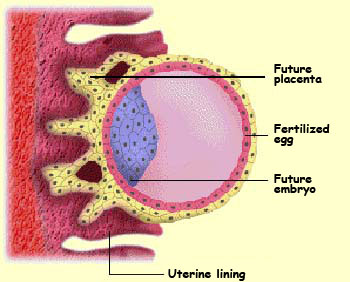 Future
placenta
Fertilized
egg
Future
embryo
Uterine lining